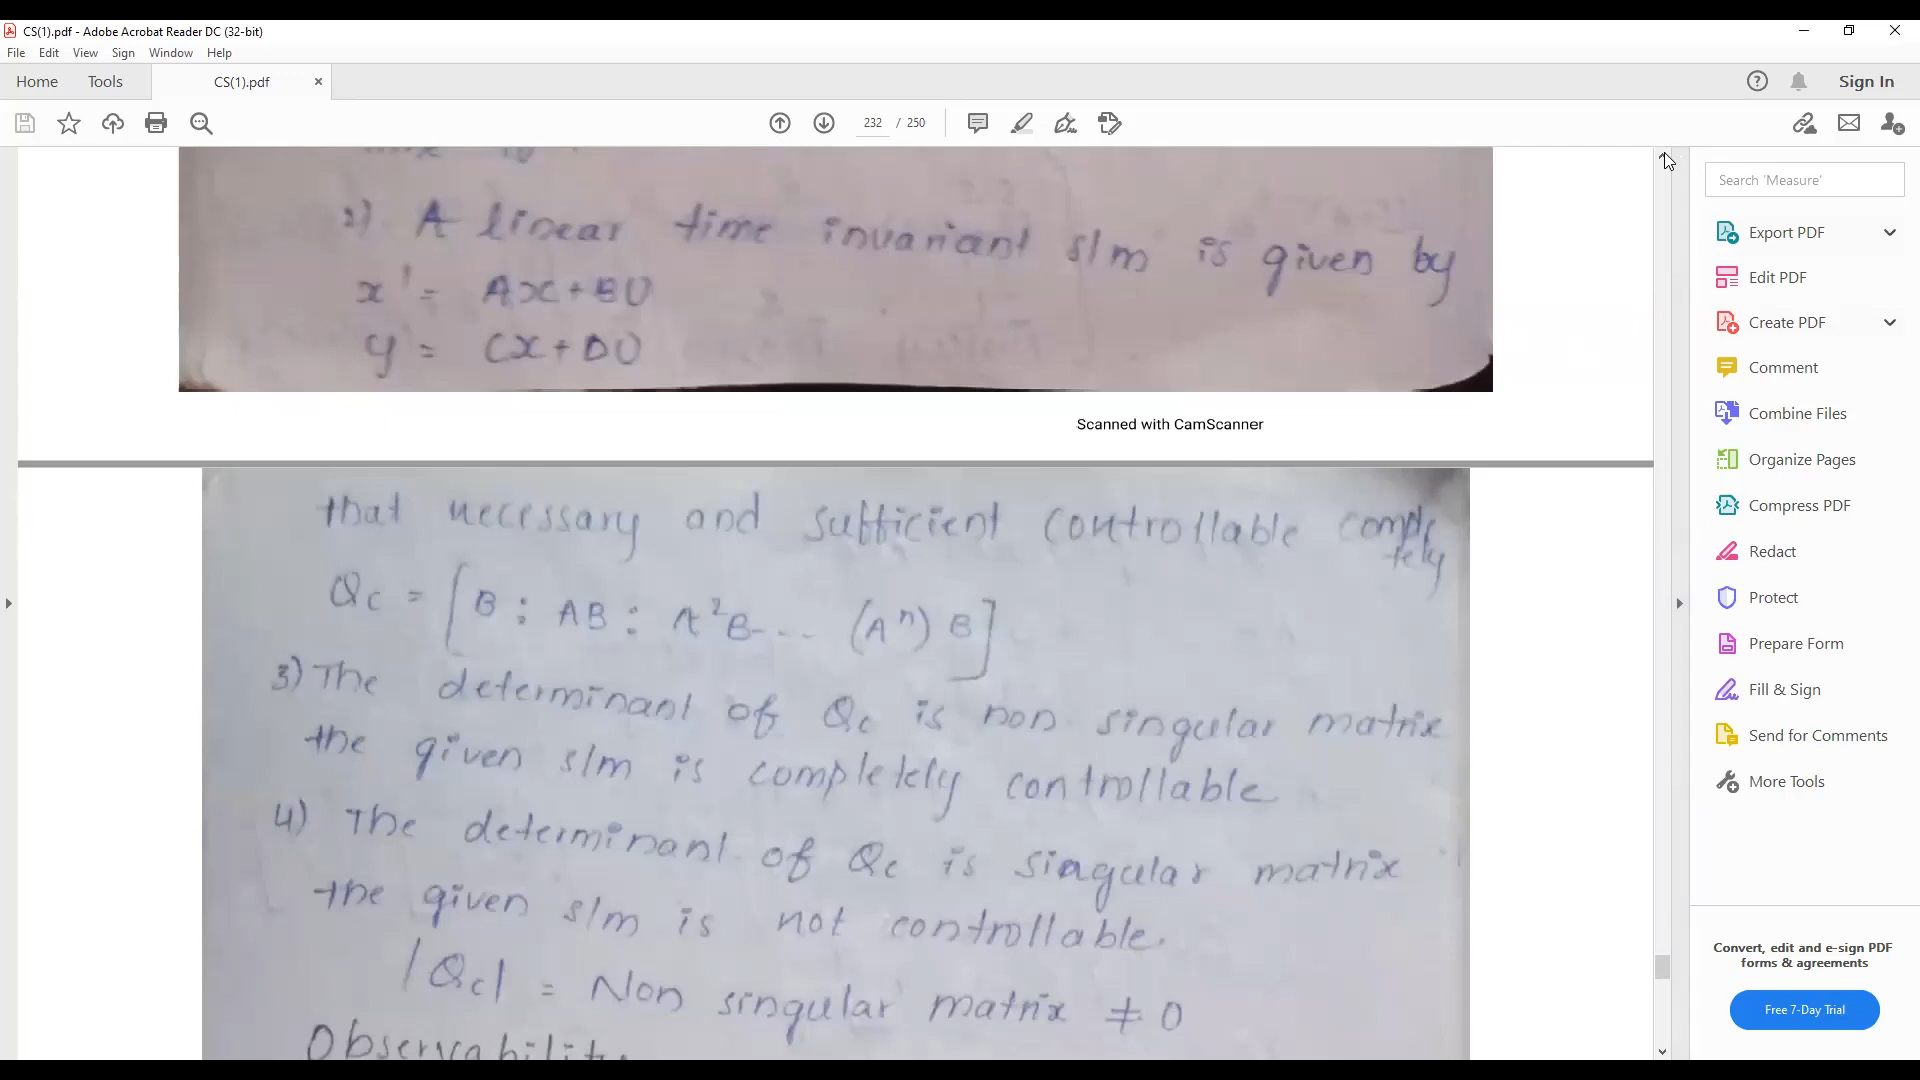 CS(1).pdf - Adobe Acrobat Reader DC (32-bit)
File Edit View Sign Window Help
Home Tools CS(1).pdf × Sign In
232 / 250
2) A linear time invariant s/m is given by
x' = Ax+BU
y = Cx+DU
Scanned with CamScanner
that necessary and sufficient controllable completely
Qc = [B : AB : A²B - - - (Aⁿ) B]
3) The determinant of Qc is non singular matrix
the given s/m is completely controllable
4) The determinant of Qc is singular matrix
the given s/m is not controllable.
|Qc| = Non singular matrix ≠ 0
Observability
Search 'Measure'
Export PDF
Edit PDF
Create PDF
Comment
Combine Files
Organize Pages
Compress PDF
Redact
Protect
Prepare Form
Fill & Sign
Send for Comments
More Tools
Convert, edit and e-sign PDF
forms & agreements
Free 7-Day Trial